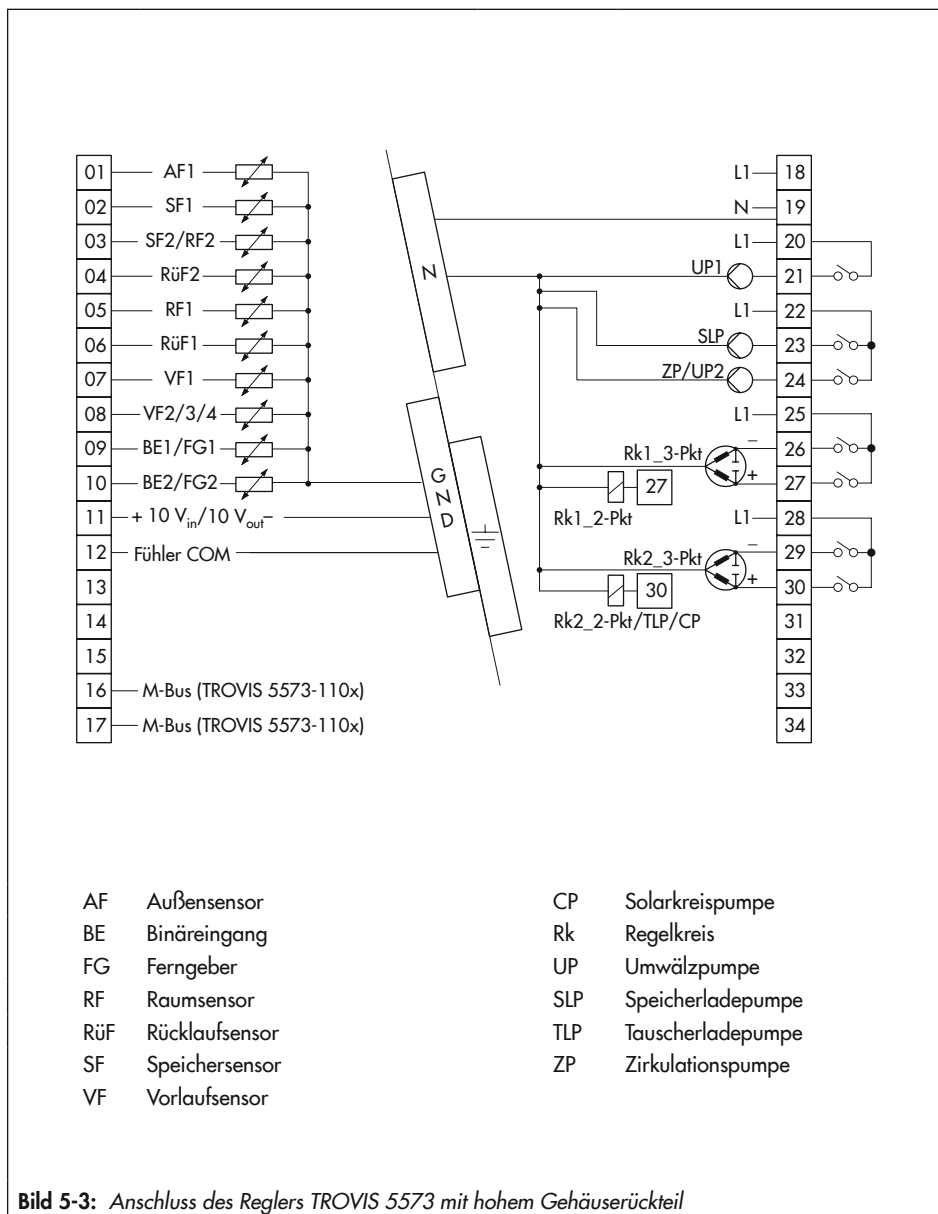 01 AF1 L1 18
02 SF1 N 19
03 SF2/RF2 L1 20
04 RüF2 UP1 21
05 RF1 L1 22
06 RüF1 SLP 23
07 VF1 ZP/UP2 24
08 VF2/3/4 L1 25
09 BE1/FG1 Rk1_3-Pkt – 26
10 BE2/FG2 27 + 27
Rk1_2-Pkt
11 + 10 Vin/10 Vout– L1 28
12 Fühler COM Rk2_3-Pkt – 29
13 30 + 30
Rk2_2-Pkt/TLP/CP
14 31
15 32
16 M-Bus (TROVIS 5573-110x) 33
17 M-Bus (TROVIS 5573-110x) 34
N
GND
AF Außensensor
BE Binäreingang
FG Ferngeber
RF Raumsensor
RüF Rücklaufsensor
SF Speichersensor
VF Vorlaufsensor
CP Solarkreispumpe
Rk Regelkreis
UP Umwälzpumpe
SLP Speicherladepumpe
TLP Tauscherladepumpe
ZP Zirkulationspumpe
Bild 5-3: Anschluss des Reglers TROVIS 5573 mit hohem Gehäuserückteil